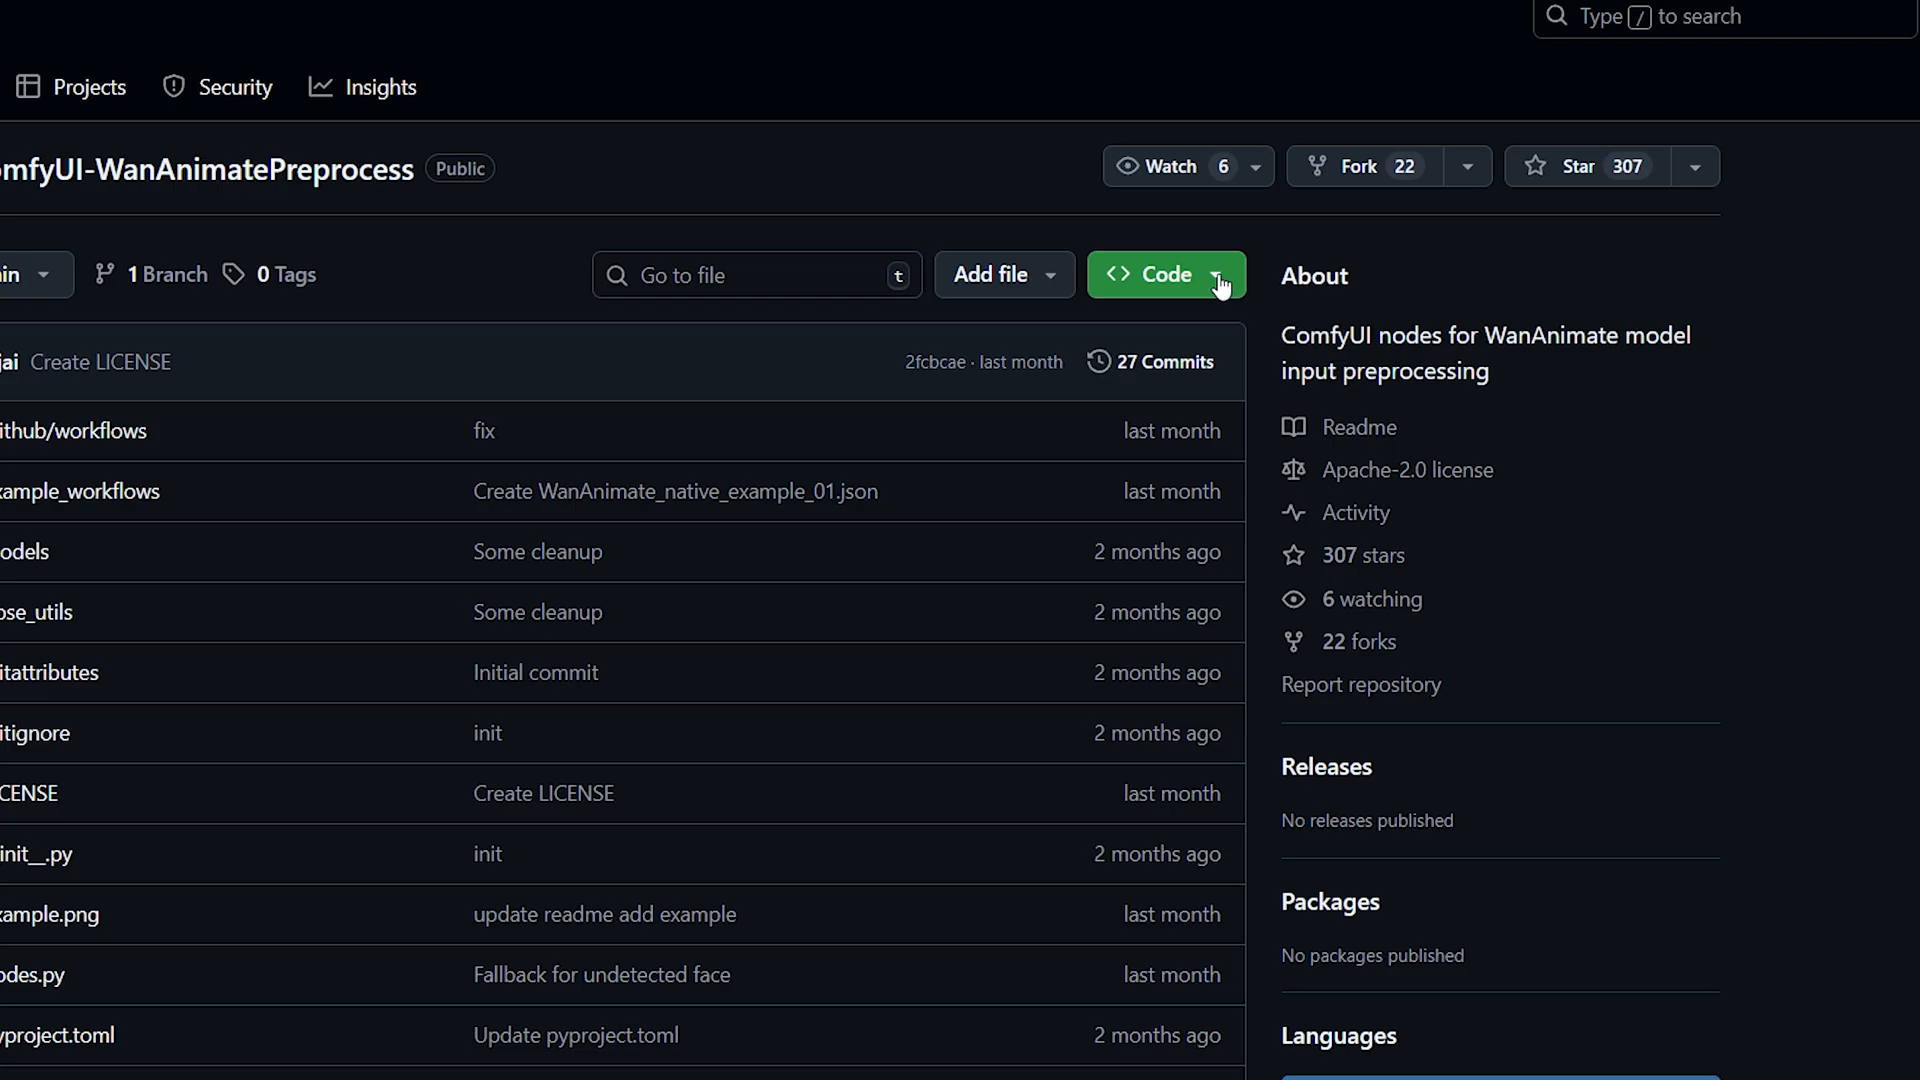 Type / to search
Projects
Security
Insights
omfyUI-WanAnimatePreprocess
Public
Watch 6
Fork 22
Star 307
in
1 Branch
0 Tags
Go to file
t
Add file
Code
jai Create LICENSE
2fcbcae · last month
27 Commits
ithub/workflows
fix
last month
ample_workflows
Create WanAnimate_native_example_01.json
last month
odels
Some cleanup
2 months ago
ose_utils
Some cleanup
2 months ago
itattributes
Initial commit
2 months ago
itignore
init
2 months ago
CENSE
Create LICENSE
last month
init__.py
init
2 months ago
ample.png
update readme add example
last month
odes.py
Fallback for undetected face
last month
yproject.toml
Update pyproject.toml
2 months ago
About
ComfyUI nodes for WanAnimate model
input preprocessing
Readme
Apache-2.0 license
Activity
307 stars
6 watching
22 forks
Report repository
Releases
No releases published
Packages
No packages published
Languages